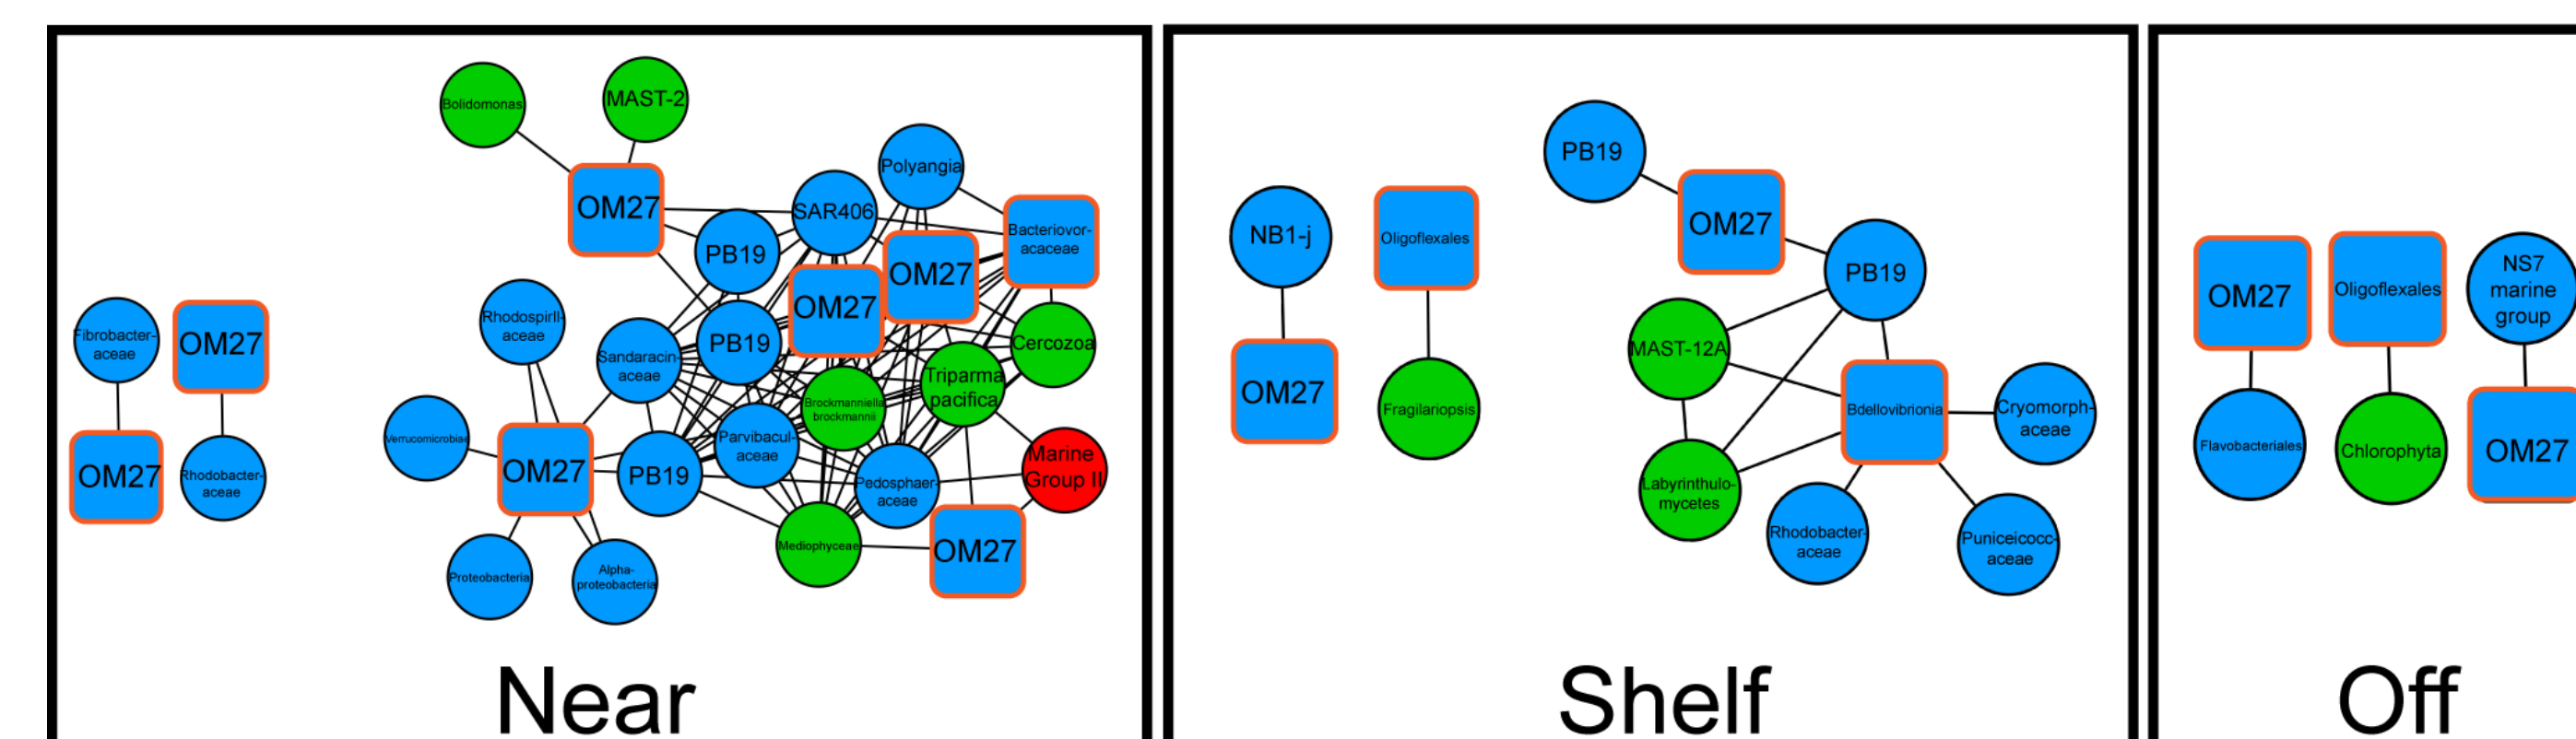 Bolidomonas
MAST-2
Polyangia
OM27
SAR406
Bacteriovor-
acaceae
PB19
OM27
OM27
Rhodospirill-
aceae
Fibrobacter-
aceae
OM27
Sandaracin-
aceae
PB19
Cercozoa
Triparma
pacifica
Brockmanniella
brockmannii
Verrucomicrobiae
Parvibacul-
aceae
OM27
Rhodobacter-
aceae
OM27
PB19
Pedosphaer-
aceae
Marine
Group II
Mediophyceae
OM27
Proteobacteria
Alpha-
proteobacteria
Near
PB19
NB1-j
Oligoflexales
OM27
PB19
MAST-12A
OM27
Fragilariopsis
Bdellovibrionia
Cryomorph-
aceae
Labyrinthulo-
mycetes
Rhodobacter-
aceae
Puniceicocc-
aceae
Shelf
OM27
Oligoflexales
NS7
marine
group
Flavobacteriales
Chlorophyta
OM27
Off